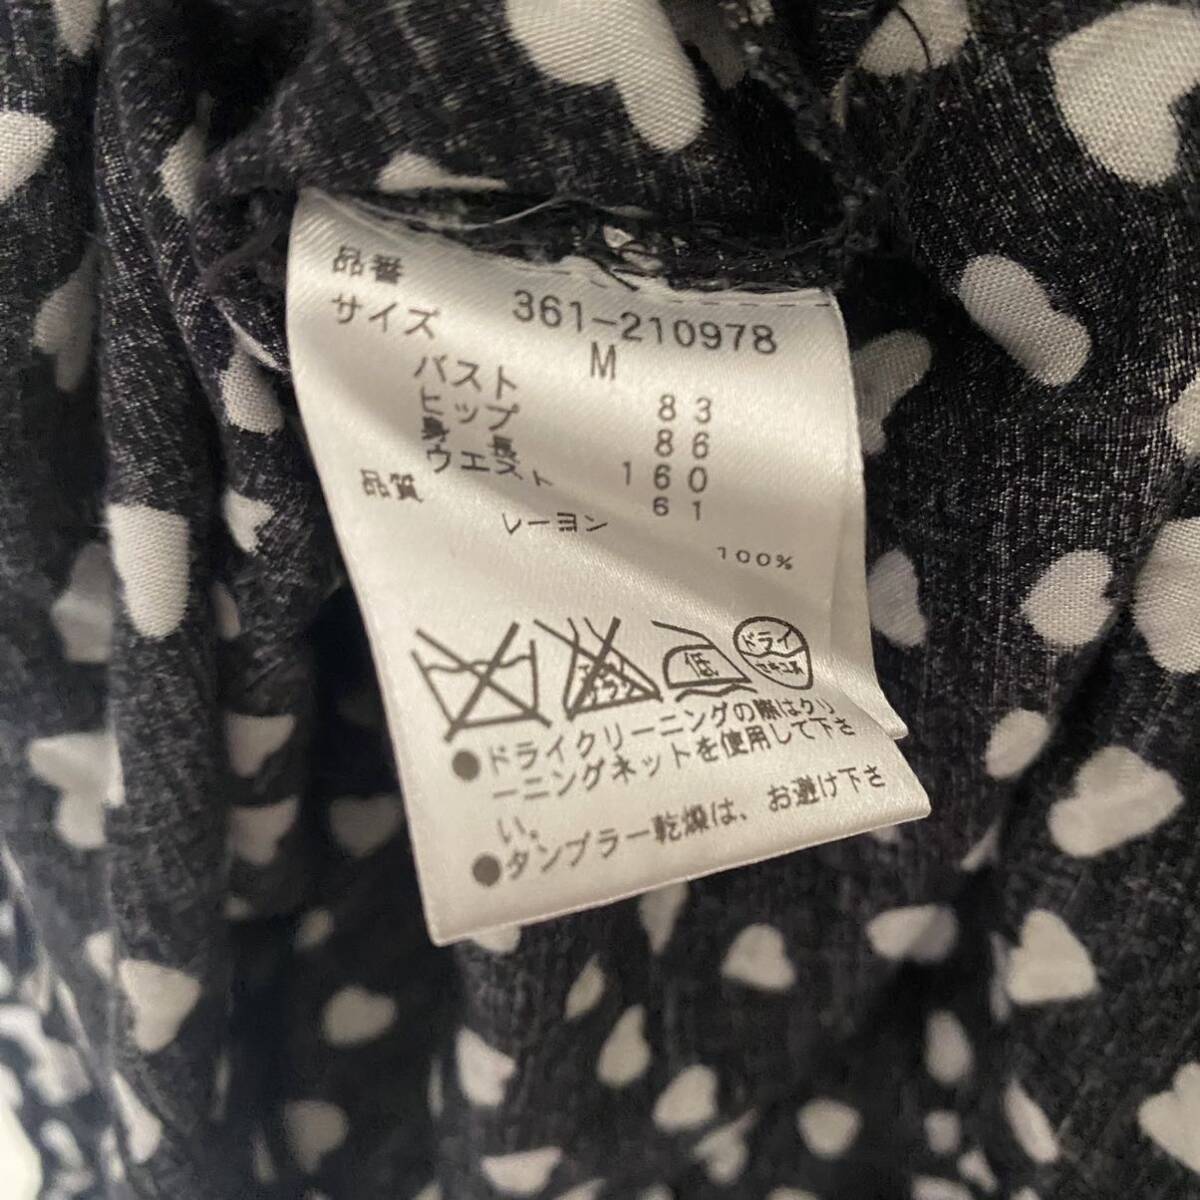 品番
361-210978
サイズ M
バスト 83
ヒップ 86
身長 160
ウエスト 61
品質
レーヨン 100%
低
ドライ
セキユ系
●ドライクリーニングの際はクリ
ーニングネットを使用して下さ
い。
●タンブラー乾燥は、お避け下さ